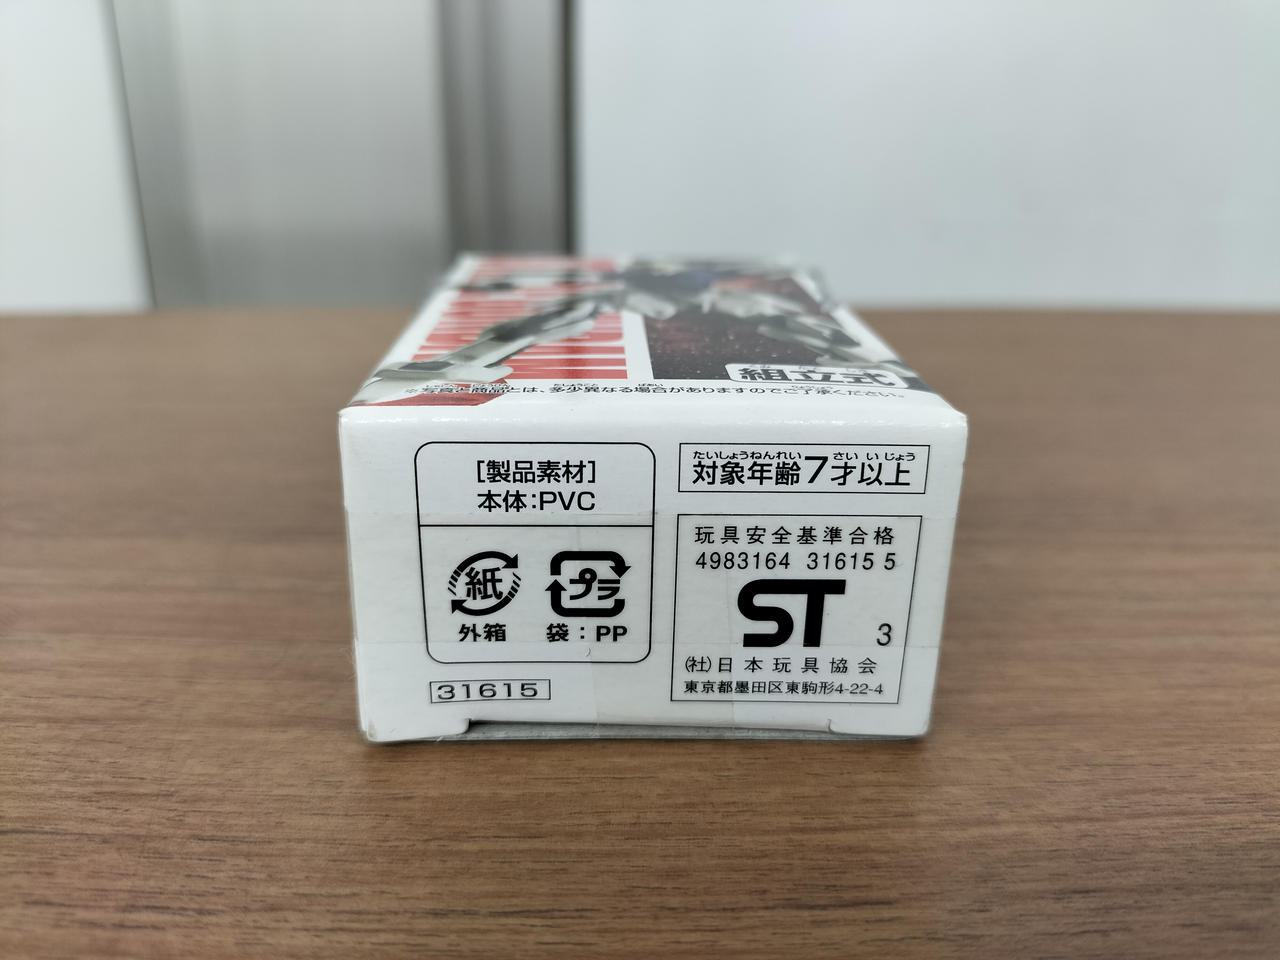 組立式
※写真と商品とは、多少異なる場合がありますのでご了承ください。
[製品素材]
本体:PVC
紙
外箱
プラ
袋:PP
31615
たいしょうねんれい さい いじょう
対象年齢7才以上
玩具安全基準合格
4983164 31615 5
ST 3
(社)日本玩具協会
東京都墨田区東駒形4-22-4